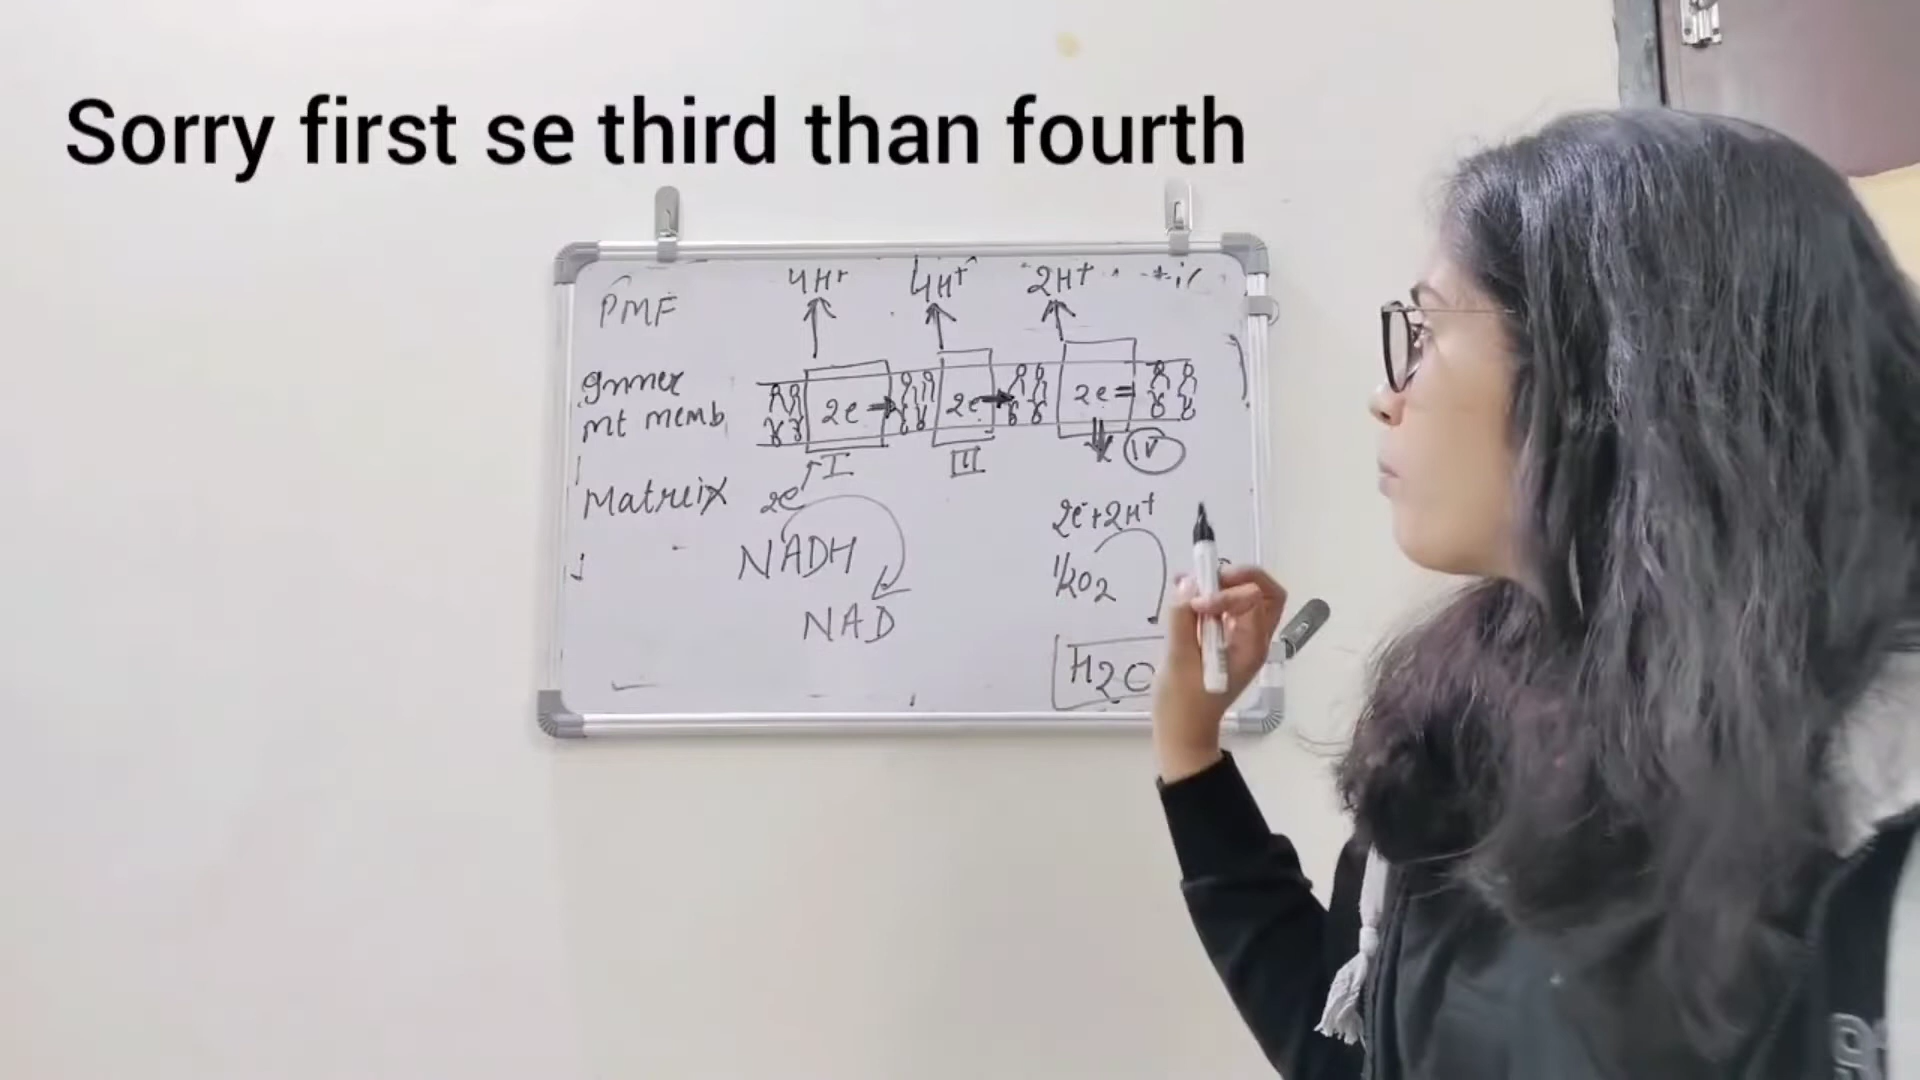 Sorry first se third than fourth
4H+ 4H+ 2H+
PMF
Inner
mt memb
2e 2e 2e
I III IV
Matreix
2e
2e-+2H+
NADH
1/2O2
NAD
H2O